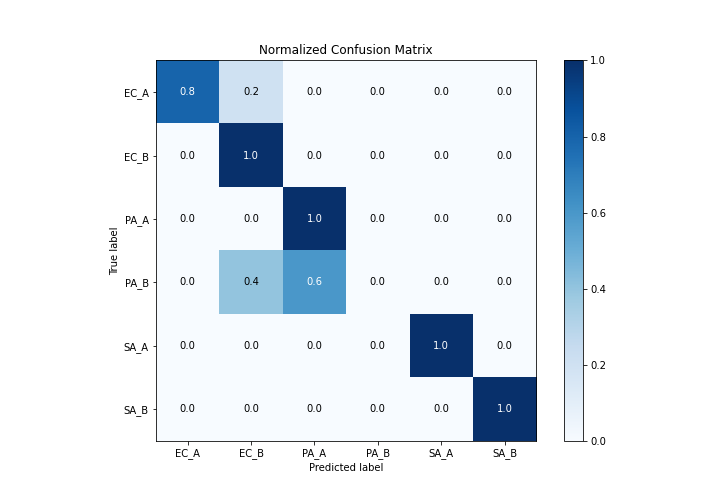 Normalized Confusion Matrix
1.0
EC_A 0.8 0.2 0.0 0.0 0.0 0.0
0.8
EC_B 0.0 1.0 0.0 0.0 0.0 0.0
PA_A 0.0 0.0 1.0 0.0 0.0 0.0
0.6
True label
PA_B 0.0 0.4 0.6 0.0 0.0 0.0
0.4
SA_A 0.0 0.0 0.0 0.0 1.0 0.0
0.2
SA_B 0.0 0.0 0.0 0.0 0.0 1.0
0.0
EC_A EC_B PA_A PA_B SA_A SA_B
Predicted label